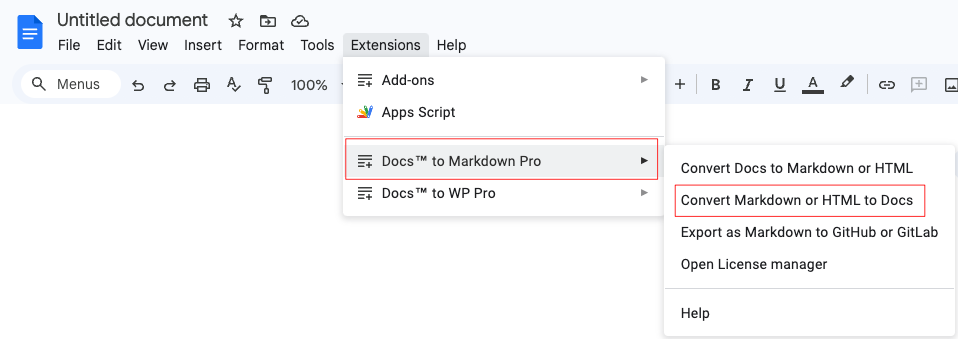 Untitled document
File Edit View Insert Format Tools Extensions Help
Menus 100% + B I U A
Add-ons
Apps Script
Docs™ to Markdown Pro
Docs™ to WP Pro
Convert Docs to Markdown or HTML
Convert Markdown or HTML to Docs
Export as Markdown to GitHub or GitLab
Open License manager
Help